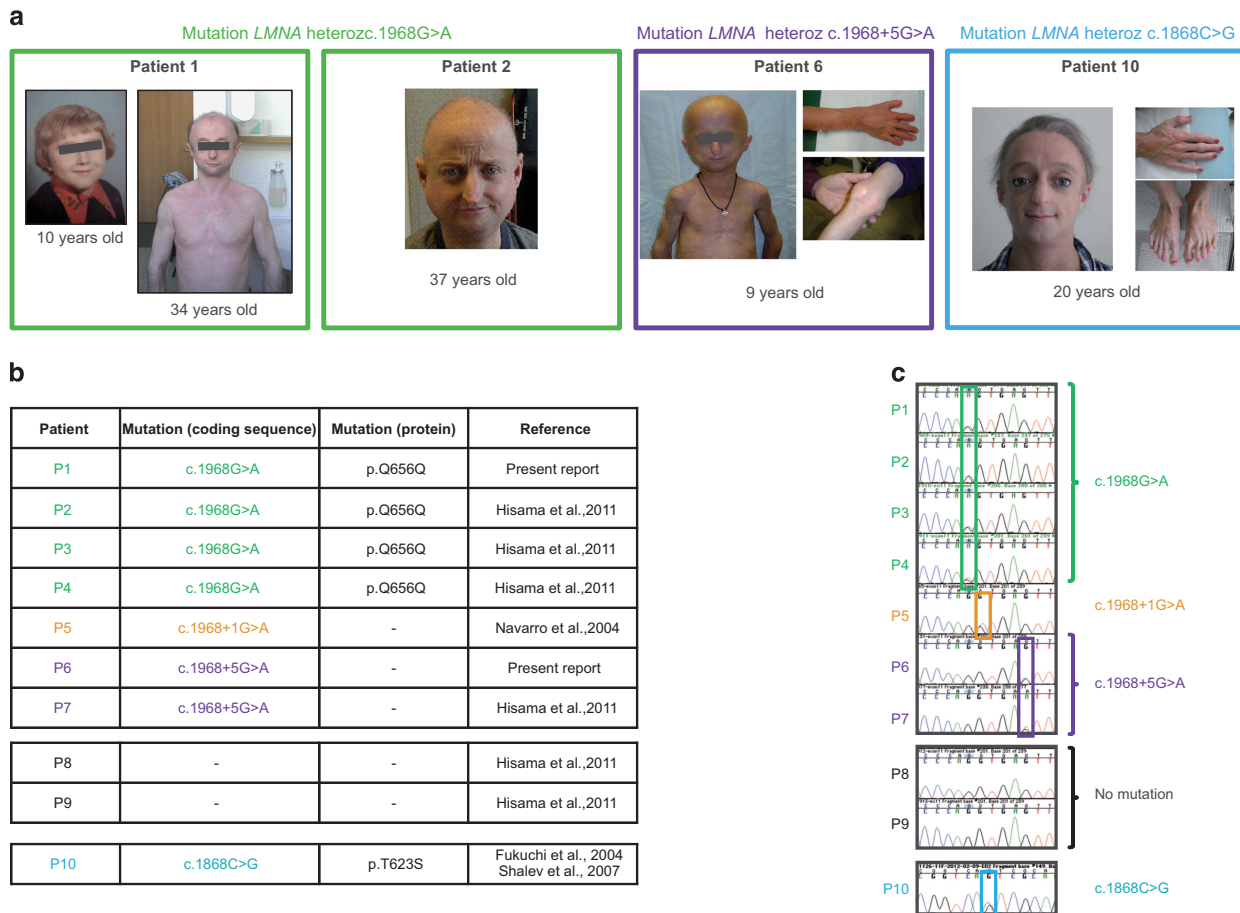 a
Mutation LMNA heterozc.1968G>A
Mutation LMNA heteroz c.1968+5G>A
Mutation LMNA heteroz c.1868C>G
Patient 1
Patient 2
Patient 6
Patient 10
10 years old
34 years old
37 years old
9 years old
20 years old
b
Patient Mutation (coding sequence) Mutation (protein) Reference
P1 c.1968G>A p.Q656Q Present report
P2 c.1968G>A p.Q656Q Hisama et al.,2011
P3 c.1968G>A p.Q656Q Hisama et al.,2011
P4 c.1968G>A p.Q656Q Hisama et al.,2011
P5 c.1968+1G>A - Navarro et al.,2004
P6 c.1968+5G>A - Present report
P7 c.1968+5G>A - Hisama et al.,2011
P8 - - Hisama et al.,2011
P9 - - Hisama et al.,2011
P10 c.1868C>G p.T623S Fukuchi et al., 2004
Shalev et al., 2007
c
P1
P2
P3
P4
c.1968G>A
P5
c.1968+1G>A
P6
P7
c.1968+5G>A
P8
P9
No mutation
P10
c.1868C>G